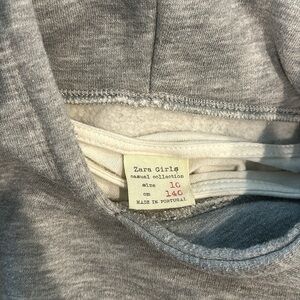 Zara Girls
casual collection
size 10
cm 140
MADE IN PORTUGAL